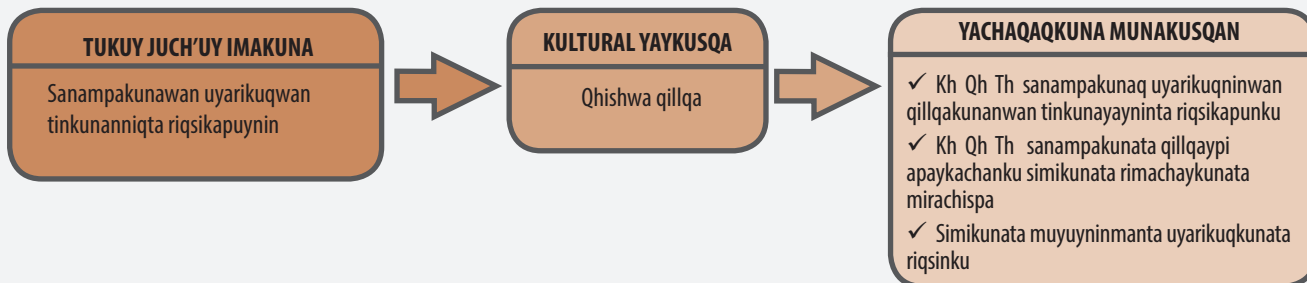 TUKUY JUCH'UY IMAKUNA
Sanampakunawan uyarikuqwan
tinkunanniqta riqsikapuynin
KULTURAL YAYKUSQA
Qhishwa qillqa
YACHAQAQKUNA MUNAKUSQAN
✓ Kh Qh Th sanampakunaq uyarikuqninwan
qillqakunanwan tinkunayayninta riqsikapunku
✓ Kh Qh Th sanampakunata qillqaypi
apaykachanku simikunata rimachaykunata
mirachispa
✓ Simikunata muyuyninmanta uyarikuqkunata
riqsinku